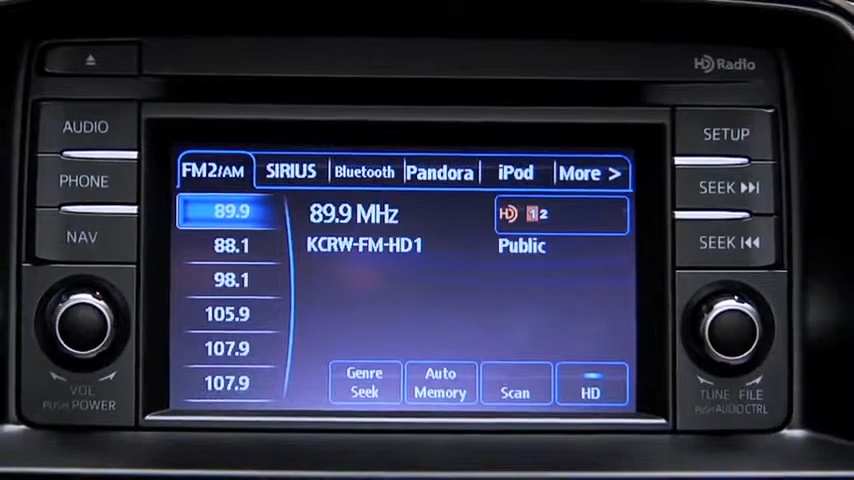 HD Radio
AUDIO
PHONE
NAV
VOL
PUSH POWER
FM2/AM SIRIUS Bluetooth Pandora iPod More >
89.9
88.1
98.1
105.9
107.9
107.9
89.9 MHz
HD 1 2
KCRW-FM-HD1 Public
Genre Seek
Auto Memory
Scan
HD
SETUP
SEEK
SEEK
TUNE FILE
PUSH AUDIO CTRL